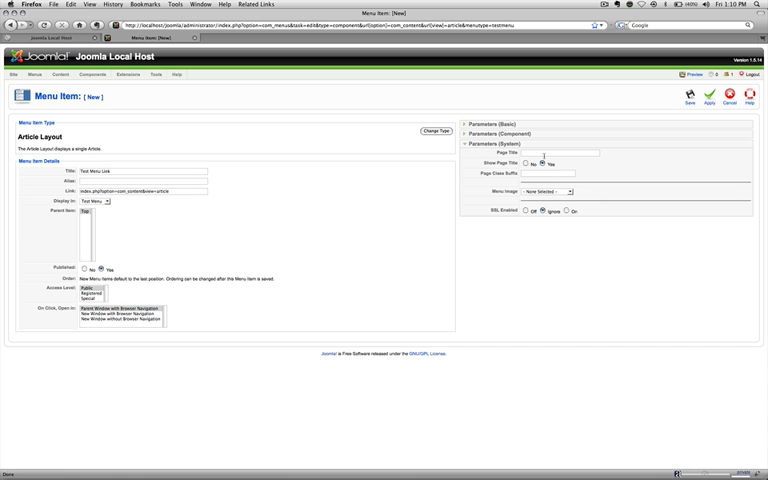 Firefox File Edit View History Bookmarks Tools Window Help Related Links
(40%) Fri 1:10 PM
Menu Item: [New]
http://localhost/joomla/administrator/index.php?option=com_menus&task=edit&type=component&url[option]=com_content&url[view]=article&menutype=testmenu
Google
Joomla Local Host
Menu Item: [New]
Joomla! Joomla Local Host
Version 1.5.14
Site Menus Content Components Extensions Tools Help
Preview 0 1 Logout
Menu Item: [ New ]
Save Apply Cancel Help
Menu Item Type
Article Layout
Change Type
The Article Layout displays a single Article.
Menu Item Details
Title: Test Menu Link
Alias:
Link: index.php?option=com_content&view=article
Display in: Test Menu
Parent Item: Top
Published: No Yes
Order: New Menu Items default to the last position. Ordering can be changed after this Menu Item is saved.
Access Level: Public
Registered
Special
On Click, Open in: Parent Window with Browser Navigation
New Window with Browser Navigation
New Window without Browser Navigation
Parameters (Basic)
Parameters (Component)
Parameters (System)
Page Title
Show Page Title No Yes
Page Class Suffix
Menu Image - None Selected -
SSL Enabled Off Ignore On
Joomla! is Free Software released under the GNU/GPL License.
Done